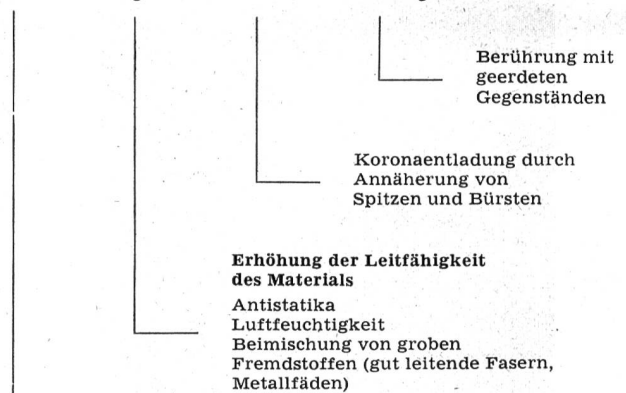 Berührung mit
geerdeten
Gegenständen
Koronaentladung durch
Annäherung von
Spitzen und Bürsten
Erhöhung der Leitfähigkeit
des Materials
Antistatika
Luftfeuchtigkeit
Beimischung von groben
Fremdstoffen (gut leitende Fasern,
Metallfäden)